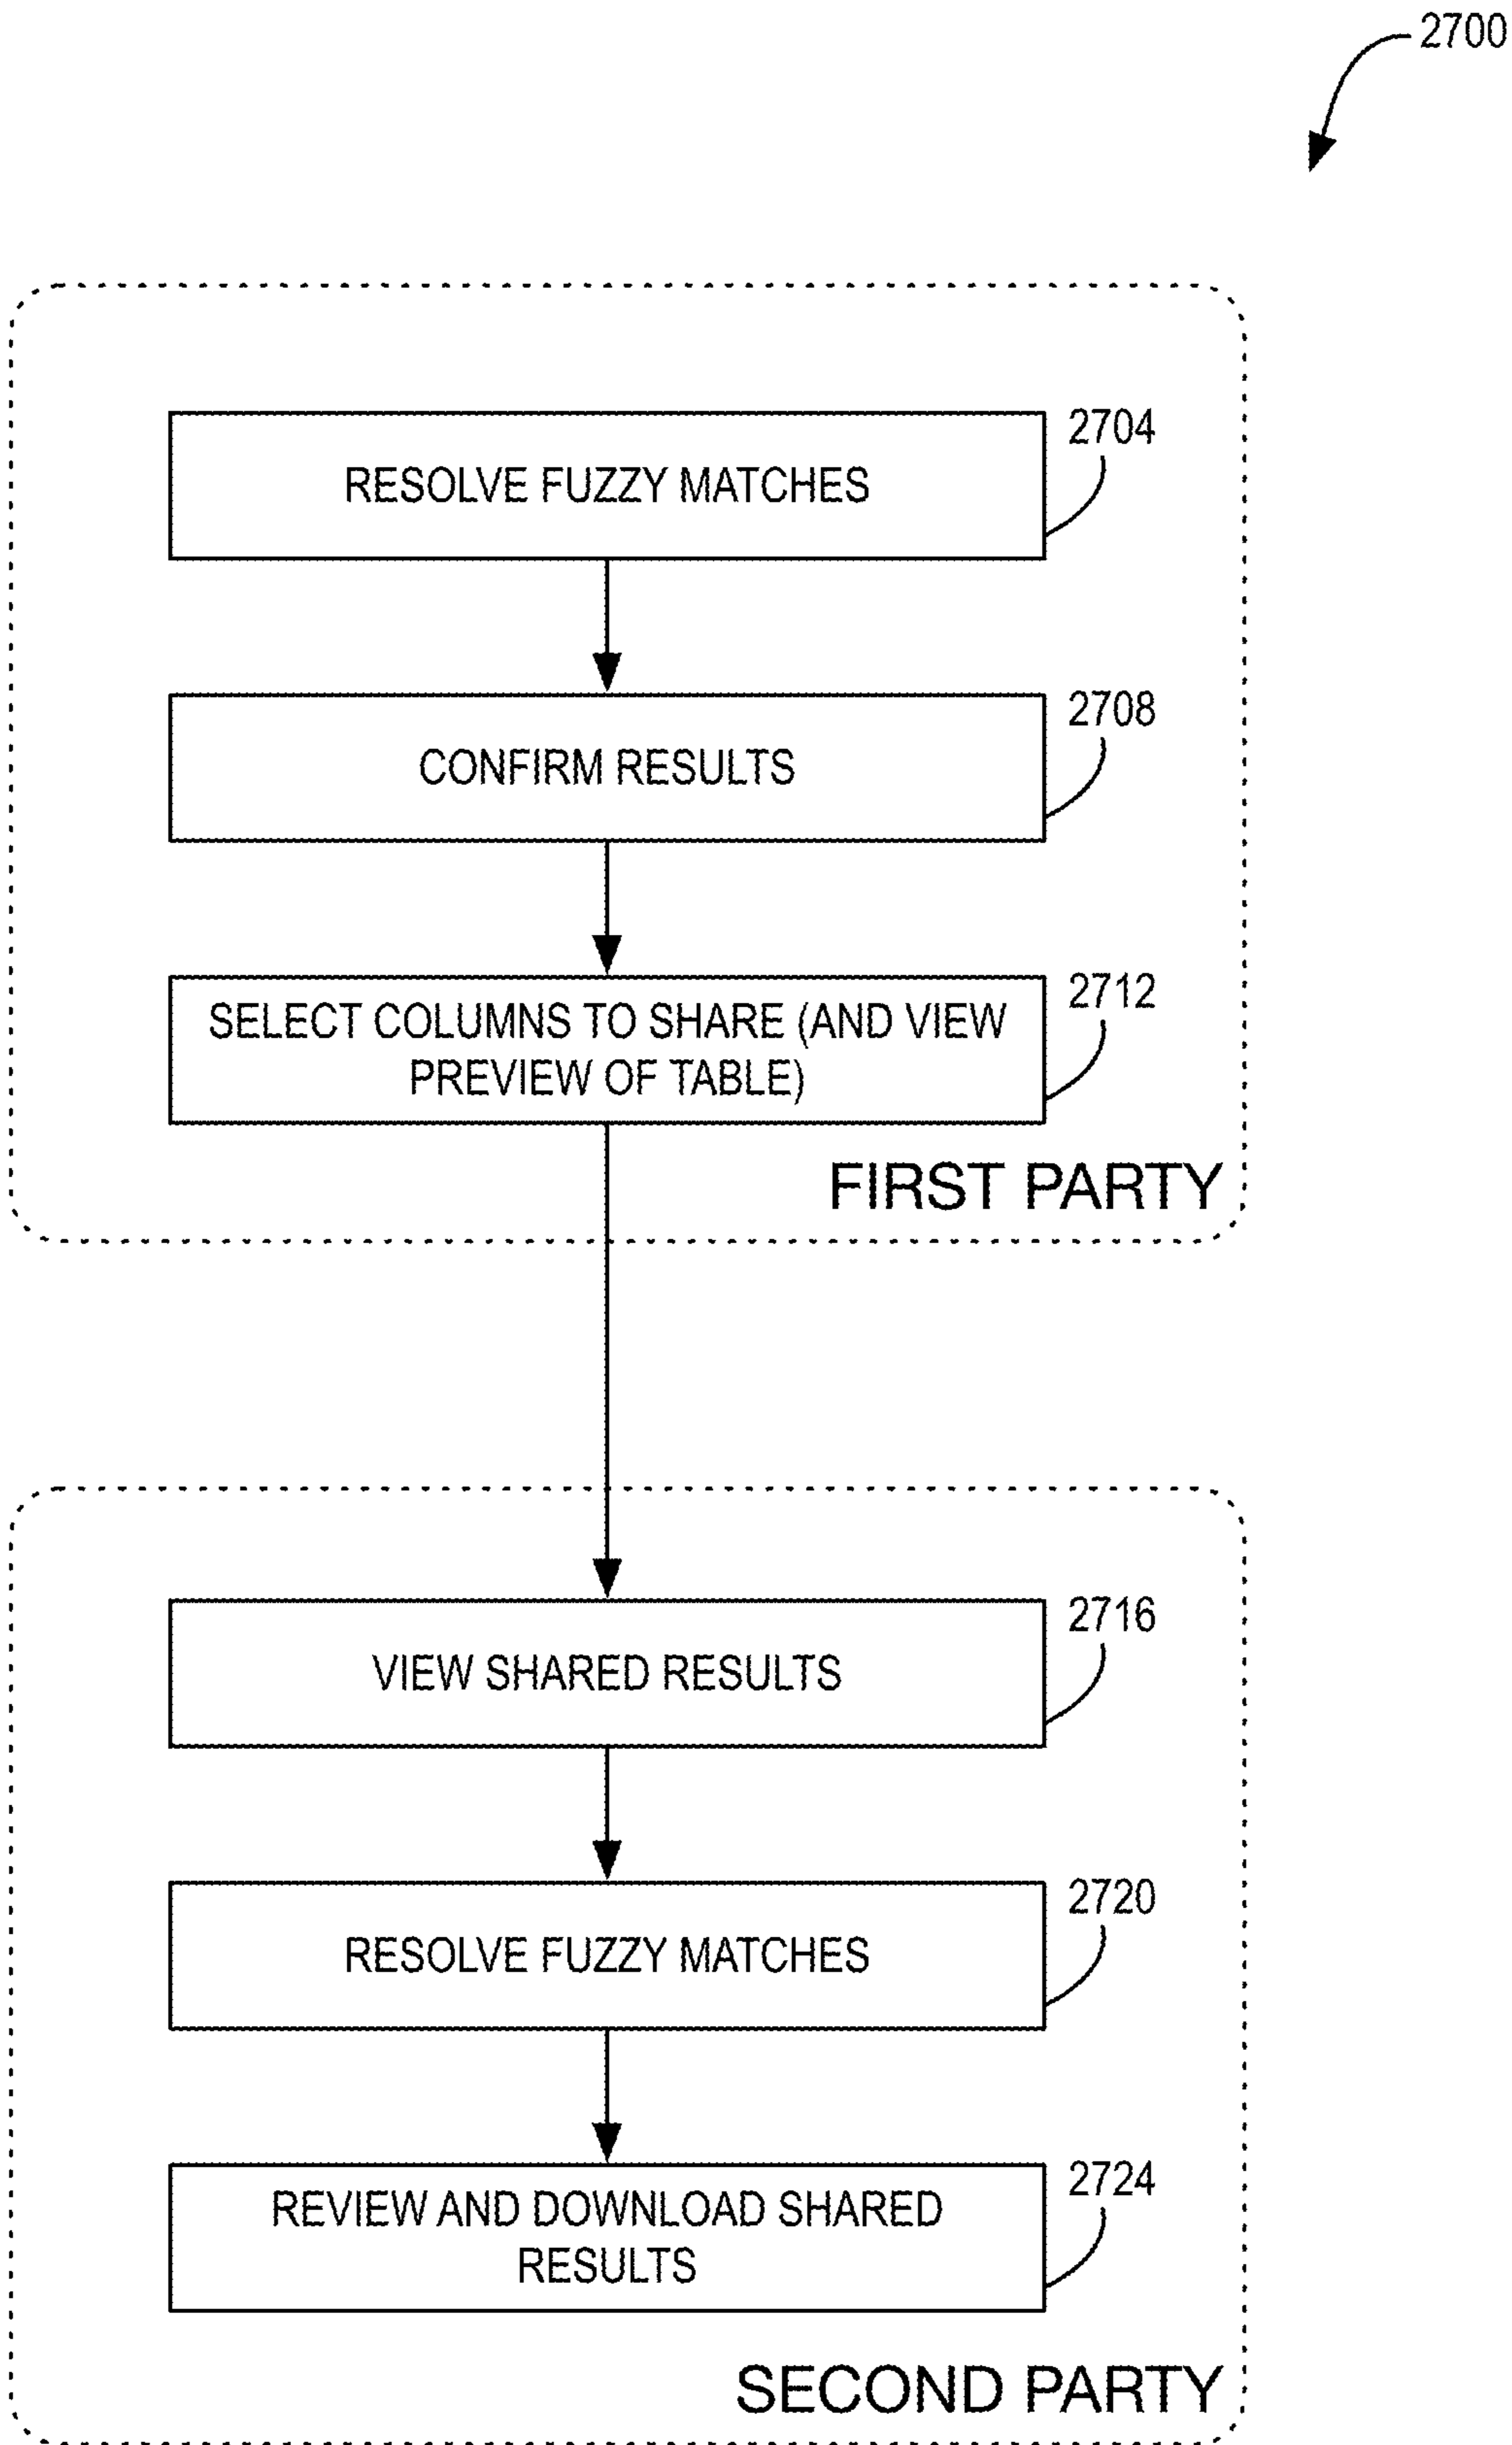 2700
2704
RESOLVE FUZZY MATCHES
2708
CONFIRM RESULTS
2712
SELECT COLUMNS TO SHARE (AND VIEW
PREVIEW OF TABLE)
FIRST PARTY
2716
VIEW SHARED RESULTS
2720
RESOLVE FUZZY MATCHES
2724
REVIEW AND DOWNLOAD SHARED
RESULTS
SECOND PARTY